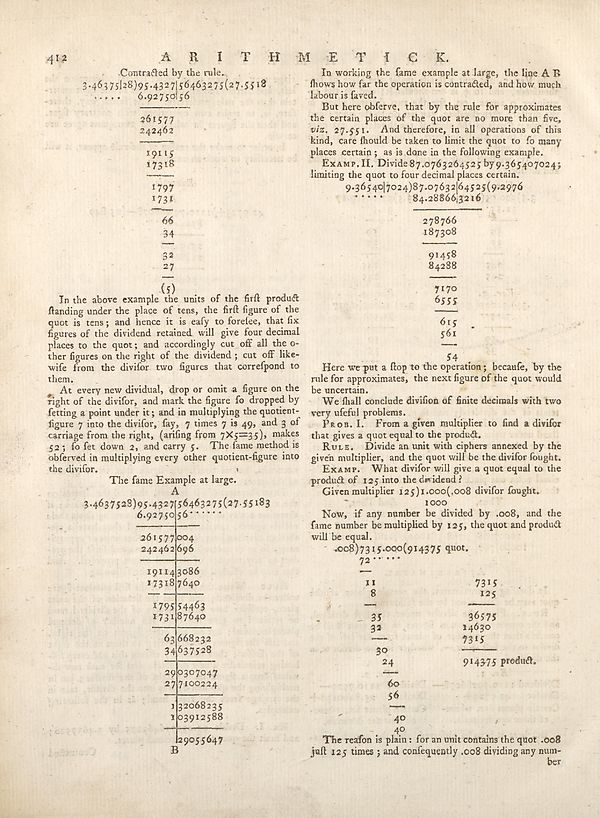 412 A R I T H M E T I C K.
Contracted by the rule.
3.46375|28)95.4327|56463275(27.5518
..... 6.92750|56
261577
242462
19115
17318
1797
1731
66
34
32
27
(5)
In the above example the units of the first product
standing under the place of tens, the first figure of the
quot is tens; and hence it is easy to foresee, that six
figures of the dividend retained will give four decimal
places to the quot; and accordingly cut off all the o-
ther figures on the right of the dividend; cut off like-
wise from the divisor two figures that correspond to
them.
At every new dividual, drop or omit a figure on the
right of the divisor, and mark the figure so dropped by
setting a point under it; and in multiplying the quotient-
figure 7 into the divisor, say, 7 times 7 is 49, and 3 of
carriage from the right, (arising from 7X5=35), makes
52; so set down 2, and carry 5. The same method is
observed in multiplying every other quotient-figure into
the divisor.
The same Example at large.
A
3.4637528)95.4327|56463275(27.55183
6.92750|56......
261577|004
242462|696
19114|3086
17318|7640
1795|54463
1731|87640
63|668232
34|637528
29|0307047
27|7100224
1|32068235
1|03912588
|29055647
B
In working the same example at large, the line A B
shows how far the operation is contracted, and how much
labour is saved.
But here observe, that by the rule for approximates
the certain places of the quot are no more than five,
viz. 27.551. And therefore, in all operations of this
kind, care should be taken to limit the quot to so many
places certain; as is done in the following example.
EXAMP. II. Divide 87.0763264525 by 9.365407024;
limiting the quot to four decimal places certain.
9.36540|7024)87.07632|64525(9.2976
..... 84.28866|3216
278766
187308
91458
84288
7170
6555
615
561
54
Here we put a stop to the operation; because, by the
rule for approximates, the next figure of the quot would
be uncertain.
We shall conclude division of finite decimals with two
very useful problems.
PROB. I. From a given multiplier to find a divisor
that gives a quot equal to the product.
RULE. Divide an unit with ciphers annexed by the
given multiplier, and the quot will be the divisor sought.
EXAMP. What divisor will give a quot equal to the
product of 125 into the dividend?
Given multiplier 125)1.000(,008 divisor sought.
1000
Now, if any number be divided by .008, and the
same number be multiplied by 125, the quot and product
will be equal.
.008)7315.000(914375 quot.
72.....
11 7315
8 125
35 36575
32 14630
7315
30
24 914375 product.
60
56
40
40
The reason is plain: for an unit contains the quot .008
just 125 times; and consequently .008 dividing any num-
ber